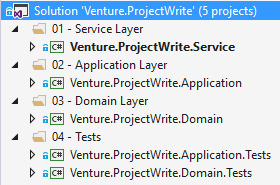 Solution 'Venture.ProjectWrite' (5 projects)
01 - Service Layer
C# Venture.ProjectWrite.Service
02 - Application Layer
C# Venture.ProjectWrite.Application
03 - Domain Layer
C# Venture.ProjectWrite.Domain
04 - Tests
C# Venture.ProjectWrite.Application.Tests
C# Venture.ProjectWrite.Domain.Tests